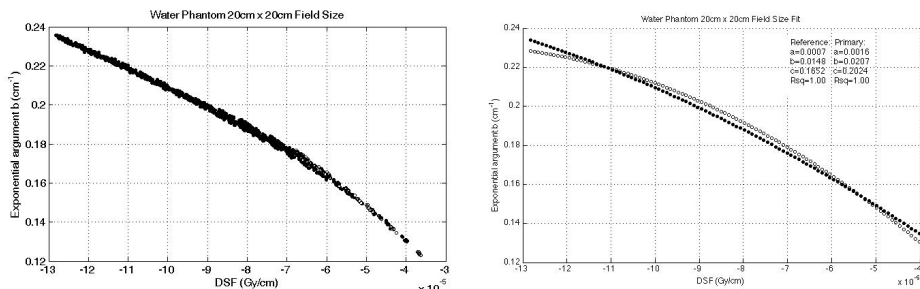 Water Phantom 20cm x 20cm Field Size
Exponential argument b (cm⁻¹)
0.24
0.22
0.2
0.18
0.16
0.14
0.12
-13 -12 -11 -10 -9 -8 -7 -6 -5 -4 -3
DSF (Gy/cm)
x 10⁻⁵
Water Phantom 20cm x 20cm Field Size Fit
Reference: Primary:
a=0.0007 a=0.0016
b=0.0148 b=0.0207
c=0.1652 c=0.2024
Rsq=1.00 Rsq=1.00
Exponential argument b (cm⁻¹)
0.24
0.22
0.20
0.18
0.16
0.14
0.12
-13 -12 -11 -10 -9 -8 -7 -6 -5 -4
DSF (Gy/cm)